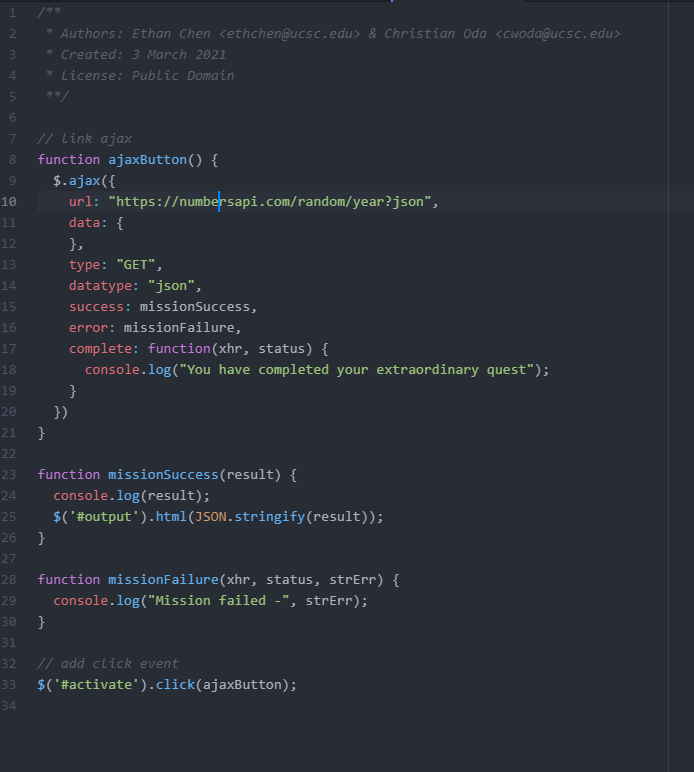 1 /**
2  * Authors: Ethan Chen <ethchen@ucsc.edu> & Christian Oda <cwoda@ucsc.edu>
3  * Created: 3 March 2021
4  * License: Public Domain
5  **/
6
7 // link ajax
8 function ajaxButton() {
9   $.ajax({
10     url: "https://numbersapi.com/random/year?json",
11     data: {
12     },
13     type: "GET",
14     datatype: "json",
15     success: missionSuccess,
16     error: missionFailure,
17     complete: function(xhr, status) {
18       console.log("You have completed your extraordinary quest");
19     }
20   })
21 }
22
23 function missionSuccess(result) {
24   console.log(result);
25   $('#output').html(JSON.stringify(result));
26 }
27
28 function missionFailure(xhr, status, strErr) {
29   console.log("Mission failed -", strErr);
30 }
31
32 // add click event
33 $('#activate').click(ajaxButton);
34